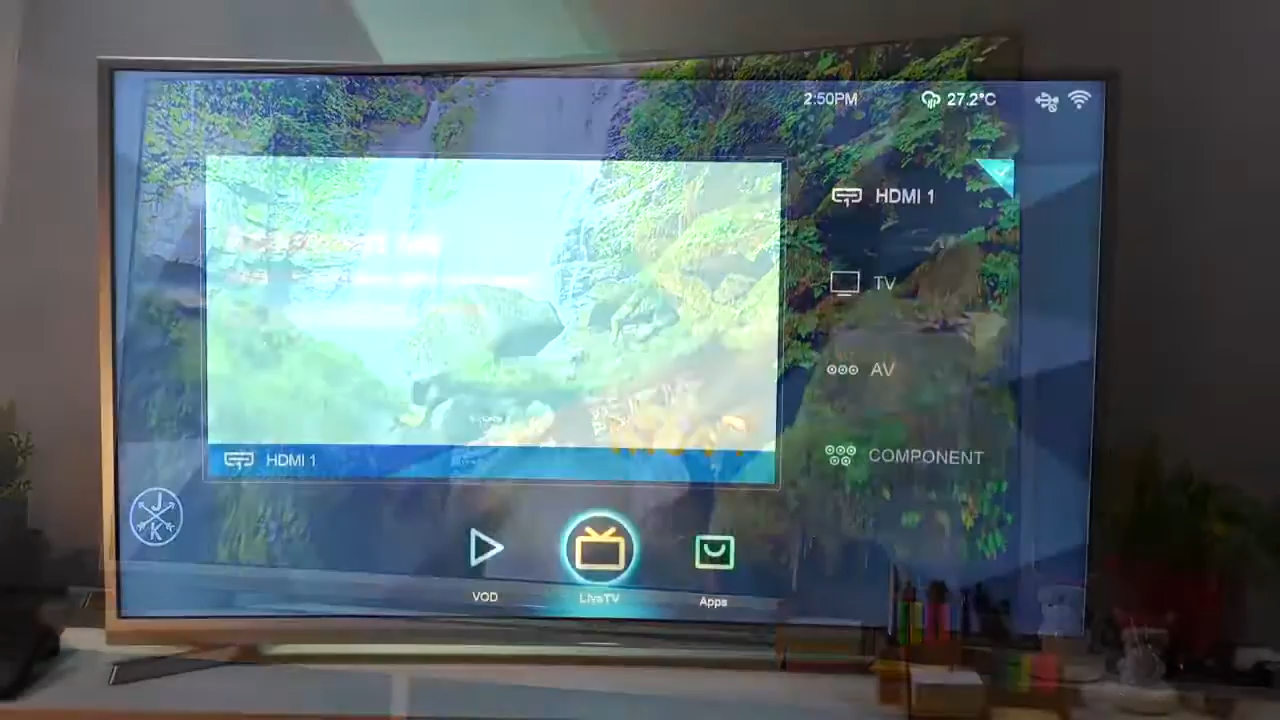 2:50PM
27.2°C
HDMI 1
TV
AV
COMPONENT
HDMI 1
J
K
VOD
LiveTV
Apps